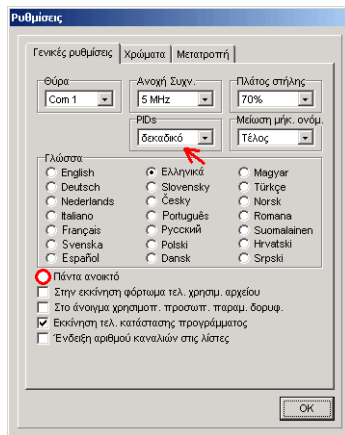 Ρυθμίσεις
Γενικές ρυθμίσεις Χρώματα Μετατροπή
Θύρα Ανοχή Συχν. Πλάτος στήλης
Com 1 5 MHz 70%
PIDs Μείωση μήκ. ονόμ.
δεκαδικό Τέλος
Γλώσσα
English Ελληνικά Magyar
Deutsch Slovensky Türkçe
Nederlands Česky Norsk
Italiano Português Romana
Français Русский Suomalainen
Svenska Polski Hrvatski
Español Dansk Srpski
Πάντα ανοικτό
Στην εκκίνηση φόρτωμα τελ. χρησιμ. αρχείου
Στο άνοιγμα χρησιμοπ. προσωπ. παραμ. δορυφ.
Εκκίνηση τελ. κατάστασης προγράμματος
Ένδειξη αριθμού καναλιών στις λίστες
OK